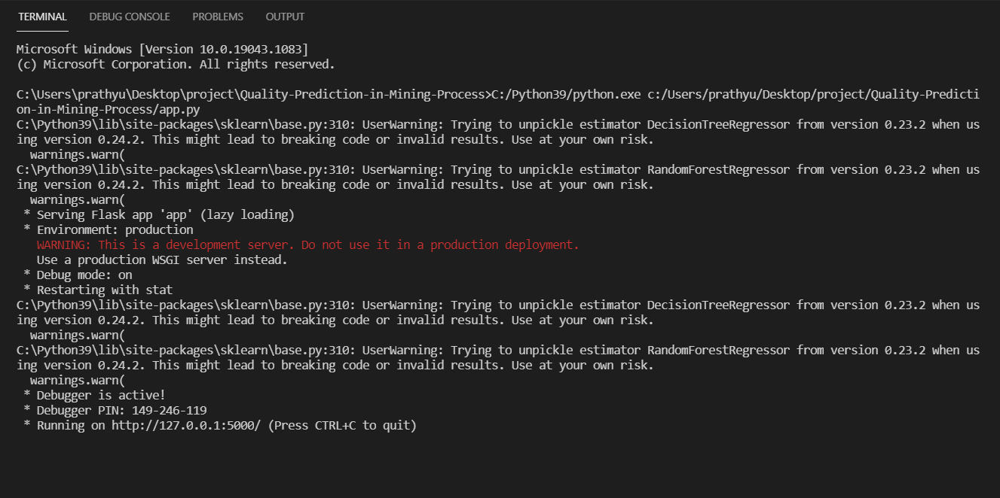 TERMINAL DEBUG CONSOLE PROBLEMS OUTPUT
Microsoft Windows [Version 10.0.19043.1083]
(c) Microsoft Corporation. All rights reserved.
C:\Users\prathyu\Desktop\project\Quality-Prediction-in-Mining-Process>C:/Python39/python.exe c:/Users/prathyu/Desktop/project/Quality-Predicti
on-in-Mining-Process/app.py
C:\Python39\lib\site-packages\sklearn\base.py:310: UserWarning: Trying to unpickle estimator DecisionTreeRegressor from version 0.23.2 when us
ing version 0.24.2. This might lead to breaking code or invalid results. Use at your own risk.
  warnings.warn(
C:\Python39\lib\site-packages\sklearn\base.py:310: UserWarning: Trying to unpickle estimator RandomForestRegressor from version 0.23.2 when us
ing version 0.24.2. This might lead to breaking code or invalid results. Use at your own risk.
  warnings.warn(
 * Serving Flask app 'app' (lazy loading)
 * Environment: production
   WARNING: This is a development server. Do not use it in a production deployment.
   Use a production WSGI server instead.
 * Debug mode: on
 * Restarting with stat
C:\Python39\lib\site-packages\sklearn\base.py:310: UserWarning: Trying to unpickle estimator DecisionTreeRegressor from version 0.23.2 when us
ing version 0.24.2. This might lead to breaking code or invalid results. Use at your own risk.
  warnings.warn(
C:\Python39\lib\site-packages\sklearn\base.py:310: UserWarning: Trying to unpickle estimator RandomForestRegressor from version 0.23.2 when us
ing version 0.24.2. This might lead to breaking code or invalid results. Use at your own risk.
  warnings.warn(
 * Debugger is active!
 * Debugger PIN: 149-246-119
 * Running on http://127.0.0.1:5000/ (Press CTRL+C to quit)